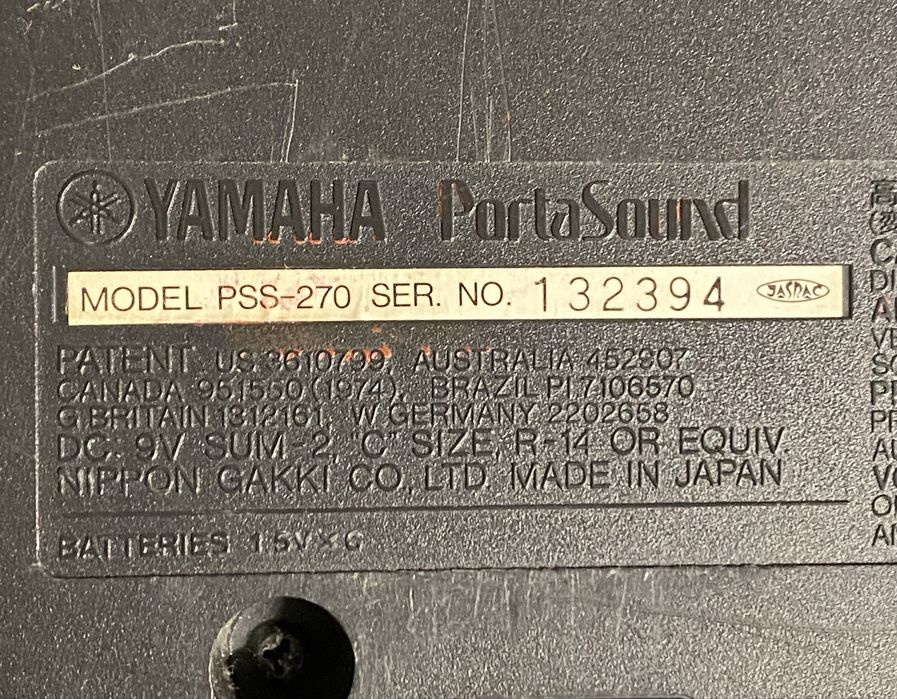 YAMAHA PortaSound
MODEL PSS-270 SER. NO. 132394 JASPAC
PATENT US 3610799, AUSTRALIA 452907
CANADA 951550 (1974), BRAZIL PI 7106570
G BRITAIN 1312161, W GERMANY 2202658
DC: 9V SUM-2, "C" SIZE, R-14 OR EQUIV.
NIPPON GAKKI CO., LTD. MADE IN JAPAN
BATTERIES 1.5V×6